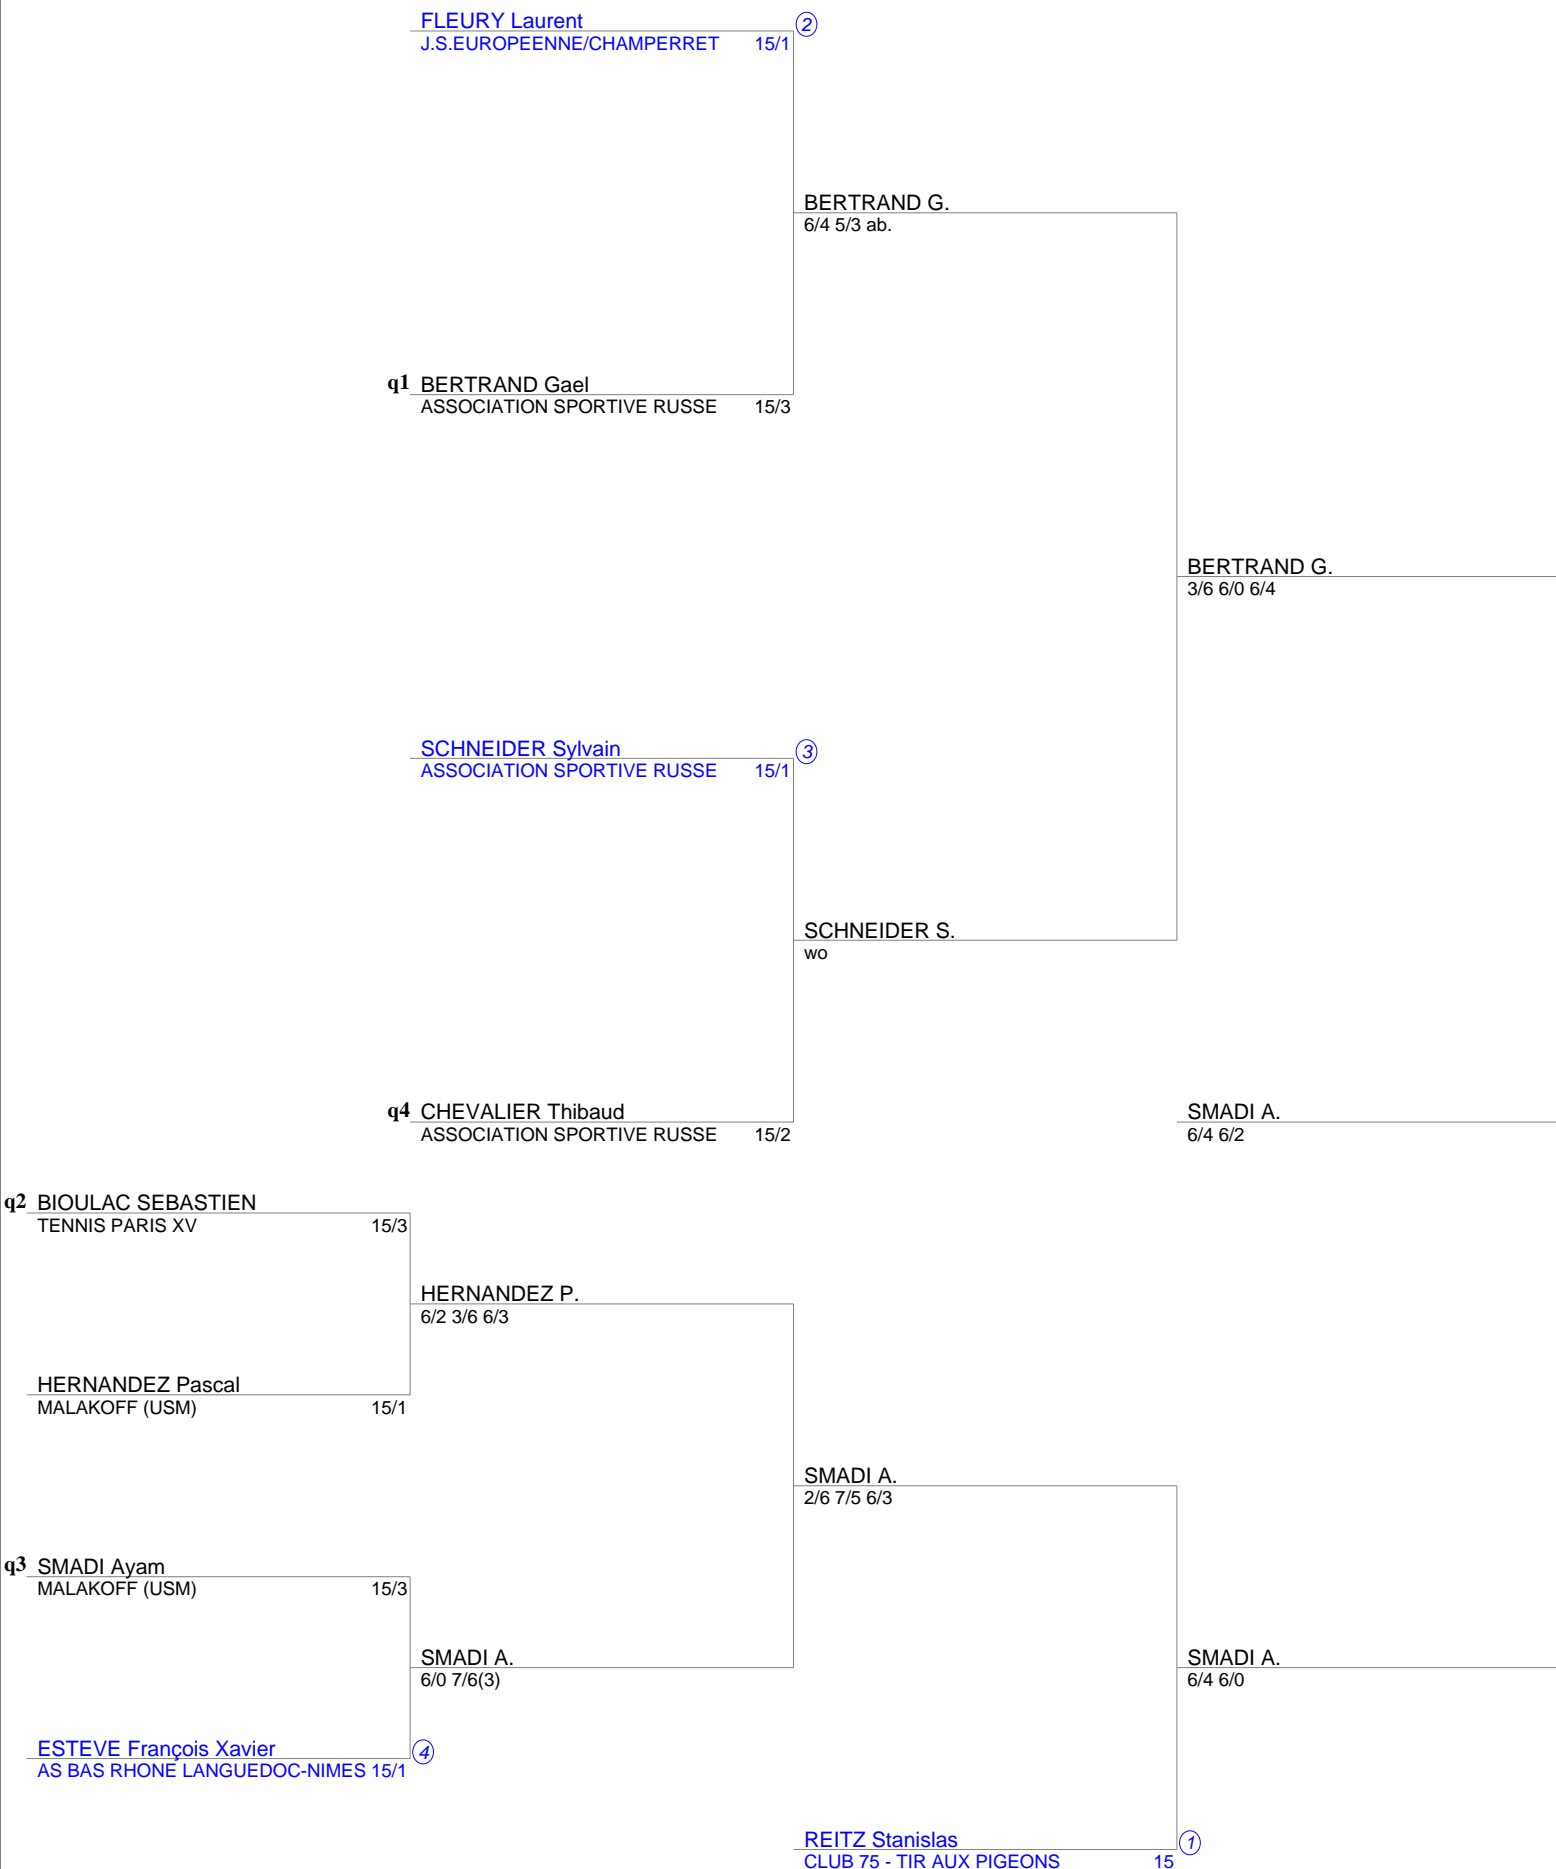 FLEURY Laurent 2
J.S.EUROPEENNE/CHAMPERRET 15/1
BERTRAND G.
6/4 5/3 ab.
q1 BERTRAND Gael
ASSOCIATION SPORTIVE RUSSE 15/3
BERTRAND G.
3/6 6/0 6/4
SCHNEIDER Sylvain 3
ASSOCIATION SPORTIVE RUSSE 15/1
SCHNEIDER S.
wo
q4 CHEVALIER Thibaud
ASSOCIATION SPORTIVE RUSSE 15/2
SMADI A.
6/4 6/2
q2 BIOULAC SEBASTIEN
TENNIS PARIS XV 15/3
HERNANDEZ P.
6/2 3/6 6/3
HERNANDEZ Pascal
MALAKOFF (USM) 15/1
SMADI A.
2/6 7/5 6/3
q3 SMADI Ayam
MALAKOFF (USM) 15/3
SMADI A.
6/0 7/6(3)
SMADI A.
6/4 6/0
ESTEVE François Xavier 4
AS BAS RHONE LANGUEDOC-NIMES 15/1
REITZ Stanislas 1
CLUB 75 - TIR AUX PIGEONS 15